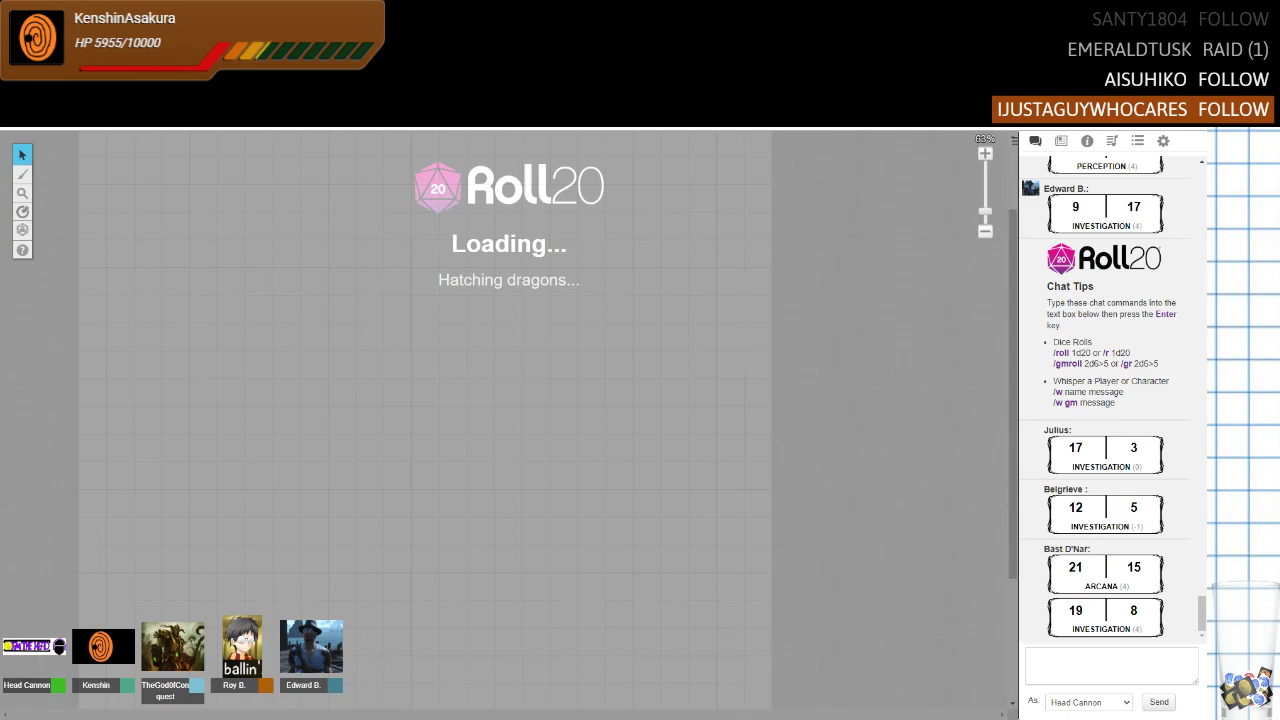 KenshinAsakura
HP 5955/10000
SANTY1804 FOLLOW
EMERALDTUSK RAID (1)
AISUHIKO FOLLOW
IJUSTAGUYWHOCARES FOLLOW
63%
20 Roll20
Loading...
Hatching dragons...
PERCEPTION (4)
Edward B.:
9 17
INVESTIGATION (4)
20 Roll20
Chat Tips
Type these chat commands into the
text box below then press the Enter
key.
• Dice Rolls
/roll 1d20 or /r 1d20
/gmroll 2d6>5 or /gr 2d6>5
• Whisper a Player or Character
/w name message
/w gm message
Julius:
17 3
INVESTIGATION (0)
Belgrieve :
12 5
INVESTIGATION (-1)
Bast D'Nar:
21 15
ARCANA (4)
19 8
INVESTIGATION (4)
ballin'
Head Cannon
Kenshin
TheGod0fCon
quest
Roy B.
Edward B.
As: Head Cannon Send